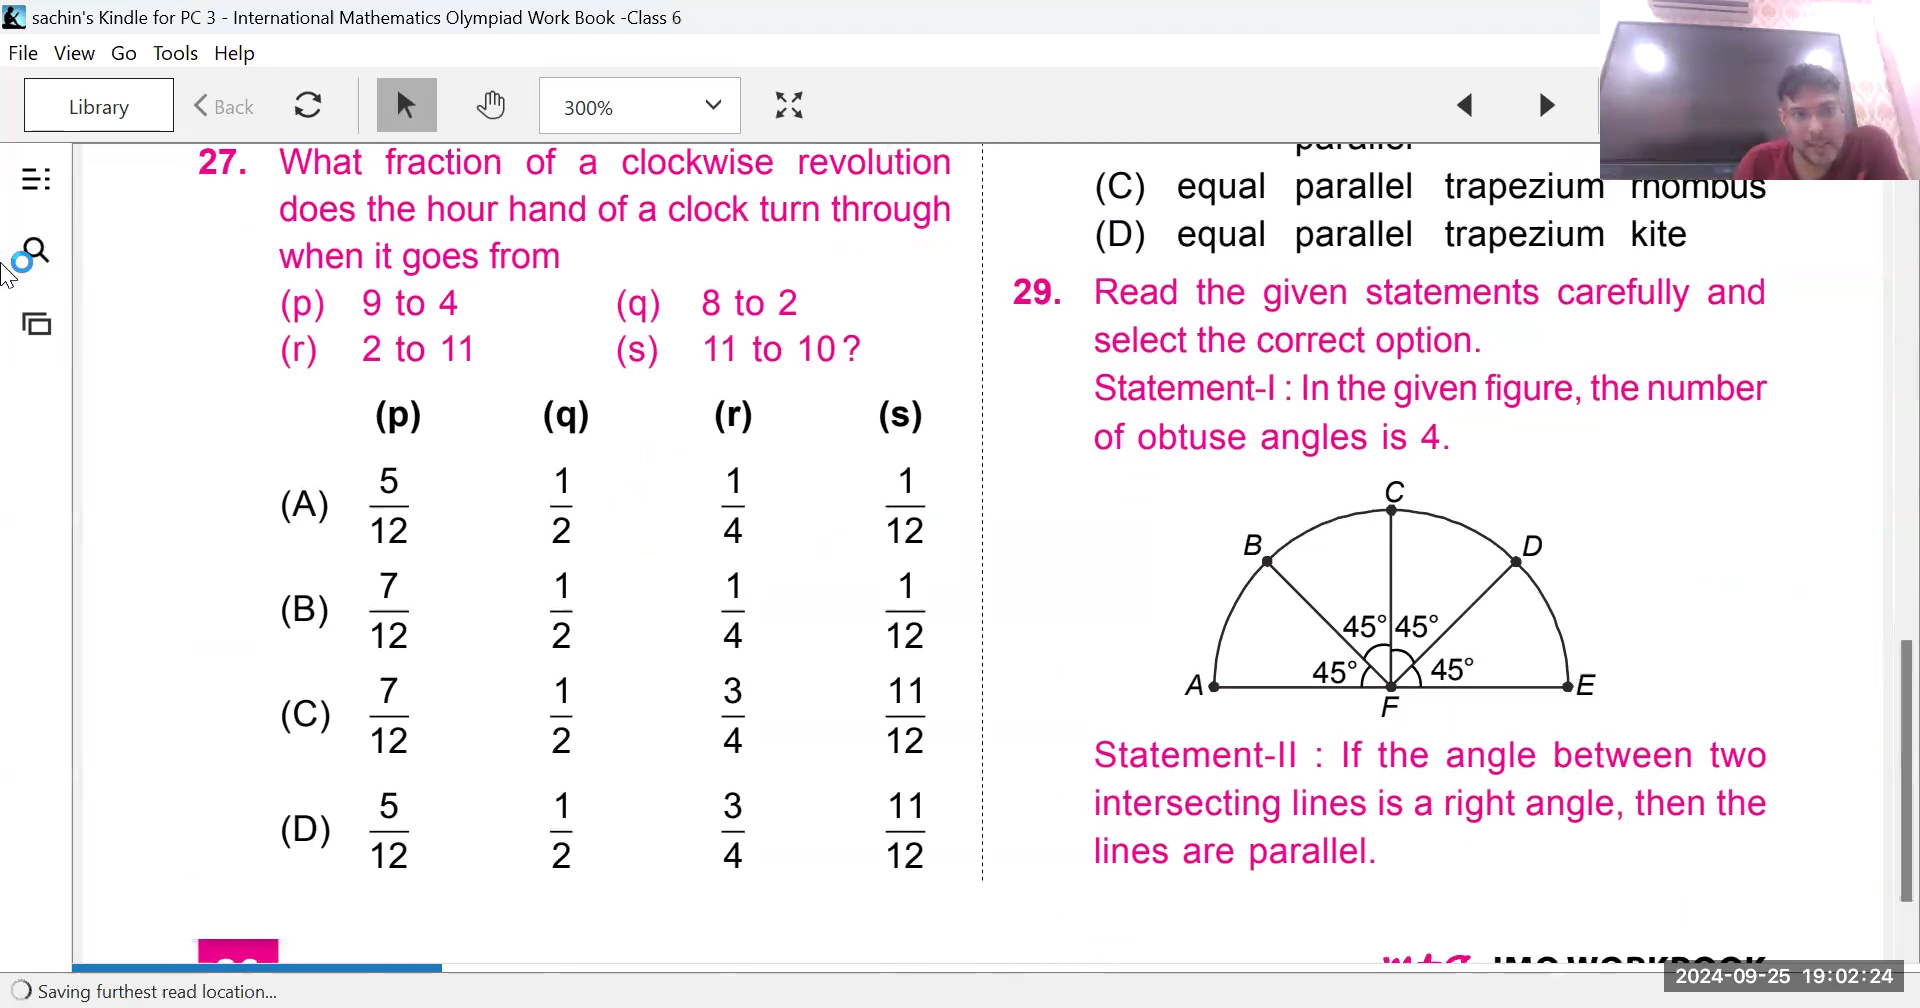 sachin's Kindle for PC 3 - International Mathematics Olympiad Work Book -Class 6
File View Go Tools Help
Library
Back
300%
27. What fraction of a clockwise revolution
does the hour hand of a clock turn through
when it goes from
(p) 9 to 4 (q) 8 to 2
(r) 2 to 11 (s) 11 to 10?
(p) (q) (r) (s)
(A) 5/12 1/2 1/4 1/12
(B) 7/12 1/2 1/4 1/12
(C) 7/12 1/2 3/4 11/12
(D) 5/12 1/2 3/4 11/12
parallel
(C) equal parallel trapezium rhombus
(D) equal parallel trapezium kite
29. Read the given statements carefully and
select the correct option.
Statement-I : In the given figure, the number
of obtuse angles is 4.
C
B D
45° 45°
45° 45°
A E
F
Statement-II : If the angle between two
intersecting lines is a right angle, then the
lines are parallel.
IMO WORKBOOK
Saving furthest read location...
2024-09-25 19:02:24